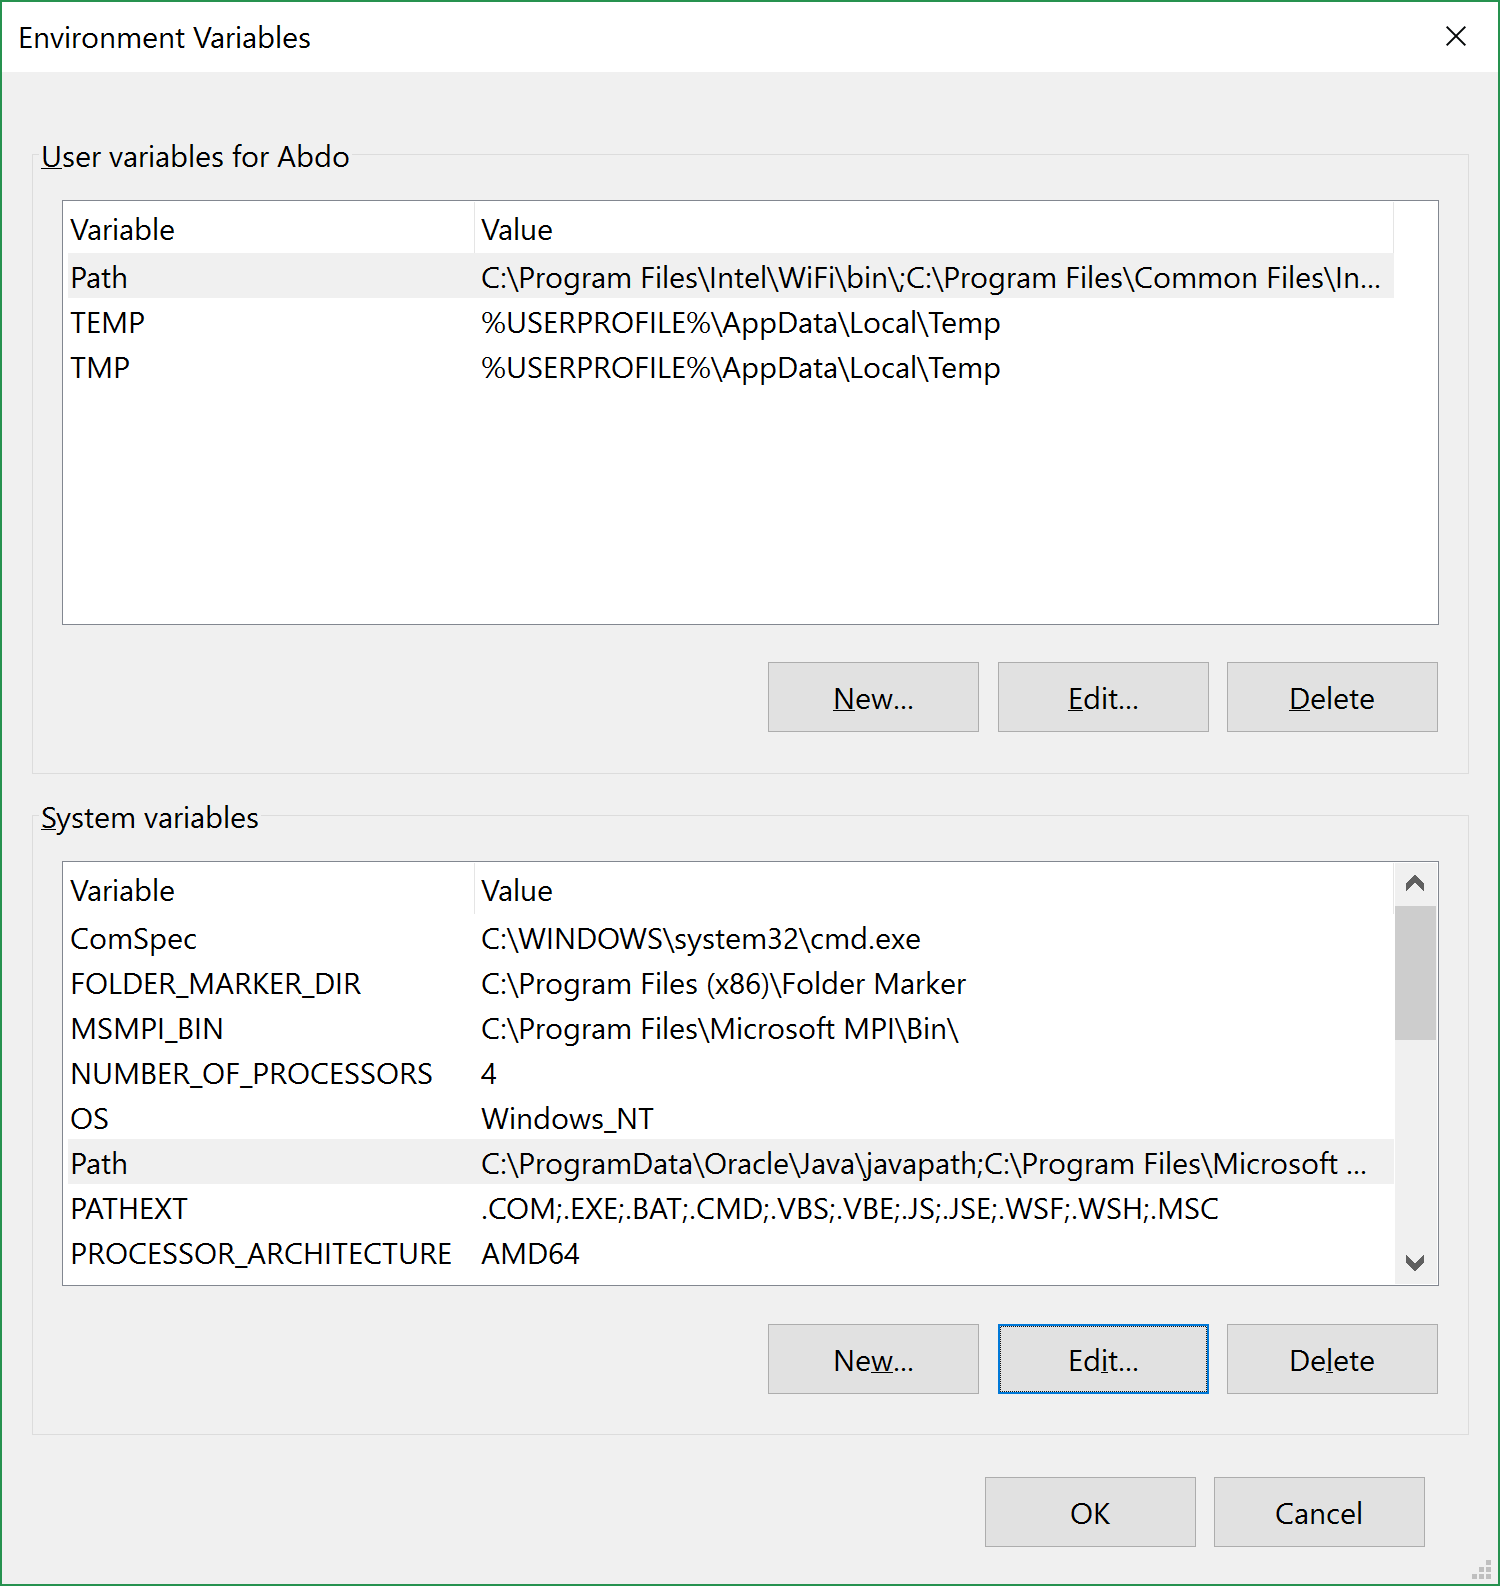 Environment Variables
User variables for Abdo
Variable Value
Path C:\Program Files\Intel\WiFi\bin\;C:\Program Files\Common Files\In...
TEMP %USERPROFILE%\AppData\Local\Temp
TMP %USERPROFILE%\AppData\Local\Temp
New... Edit... Delete
System variables
Variable Value
ComSpec C:\WINDOWS\system32\cmd.exe
FOLDER_MARKER_DIR C:\Program Files (x86)\Folder Marker
MSMPI_BIN C:\Program Files\Microsoft MPI\Bin\
NUMBER_OF_PROCESSORS 4
OS Windows_NT
Path C:\ProgramData\Oracle\Java\javapath;C:\Program Files\Microsoft ...
PATHEXT .COM;.EXE;.BAT;.CMD;.VBS;.VBE;.JS;.JSE;.WSF;.WSH;.MSC
PROCESSOR_ARCHITECTURE AMD64
New... Edit... Delete
OK Cancel